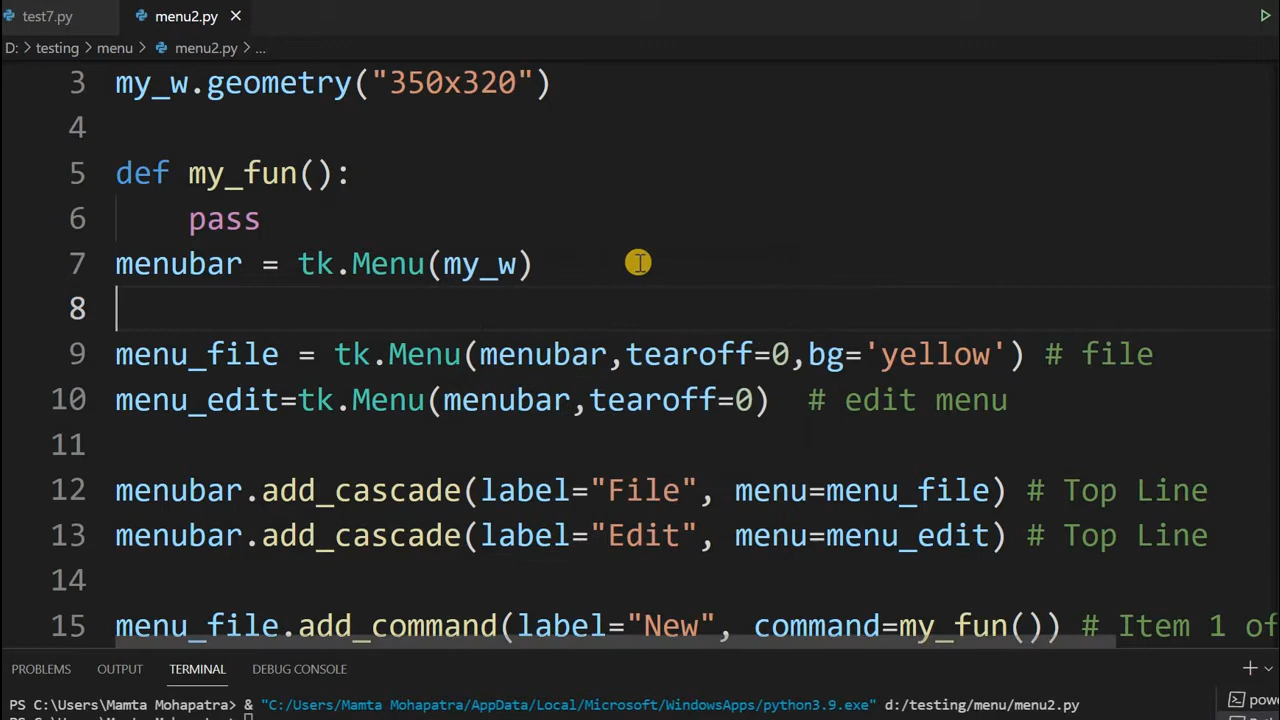 test7.py
menu2.py
D: > testing > menu > menu2.py > ...
3 my_w.geometry("350x320")
4
5 def my_fun():
6 pass
7 menubar = tk.Menu(my_w)
8
9 menu_file = tk.Menu(menubar,tearoff=0,bg='yellow') # file
10 menu_edit=tk.Menu(menubar,tearoff=0) # edit menu
11
12 menubar.add_cascade(label="File", menu=menu_file) # Top Line
13 menubar.add_cascade(label="Edit", menu=menu_edit) # Top Line
14
15 menu_file.add_command(label="New", command=my_fun()) # Item 1 of
PROBLEMS OUTPUT TERMINAL DEBUG CONSOLE
PS C:\Users\Mamta Mohapatra> & "C:/Users/Mamta Mohapatra/AppData/Local/Microsoft/WindowsApps/python3.9.exe" d:/testing/menu/menu2.py